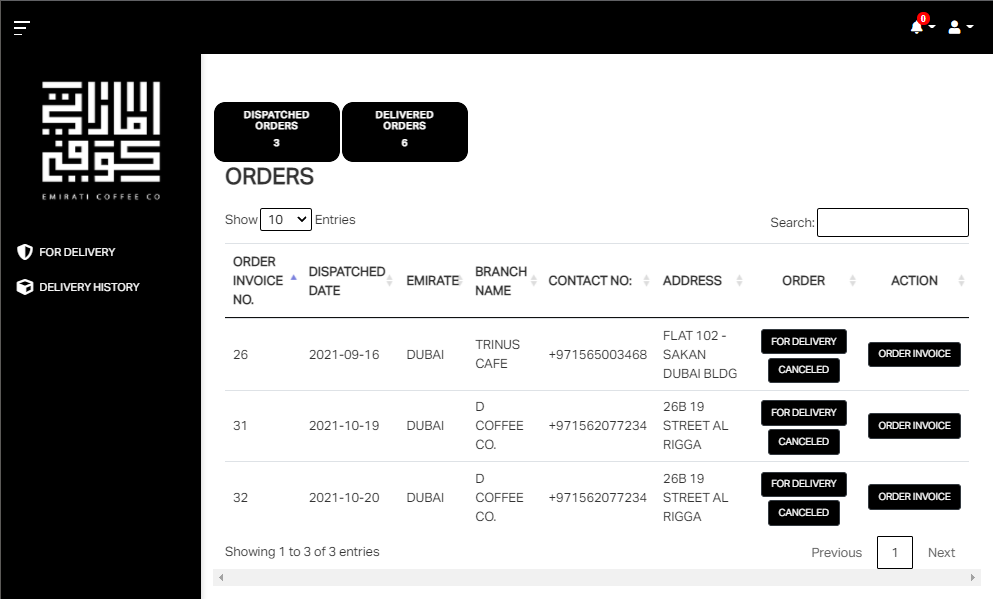 0
اماراتي
كوفي
EMIRATI COFFEE CO
FOR DELIVERY
DELIVERY HISTORY
DISPATCHED
ORDERS
3
DELIVERED
ORDERS
6
ORDERS
Show 10 Entries
Search:
ORDER
INVOICE
NO.
DISPATCHED
DATE
EMIRATE
BRANCH
NAME
CONTACT NO:
ADDRESS
ORDER
ACTION
26
2021-09-16
DUBAI
TRINUS
CAFE
+971565003468
FLAT 102 -
SAKAN
DUBAI BLDG
FOR DELIVERY
CANCELED
ORDER INVOICE
31
2021-10-19
DUBAI
D
COFFEE
CO.
+971562077234
26B 19
STREET AL
RIGGA
FOR DELIVERY
CANCELED
ORDER INVOICE
32
2021-10-20
DUBAI
D
COFFEE
CO.
+971562077234
26B 19
STREET AL
RIGGA
FOR DELIVERY
CANCELED
ORDER INVOICE
Showing 1 to 3 of 3 entries
Previous 1 Next